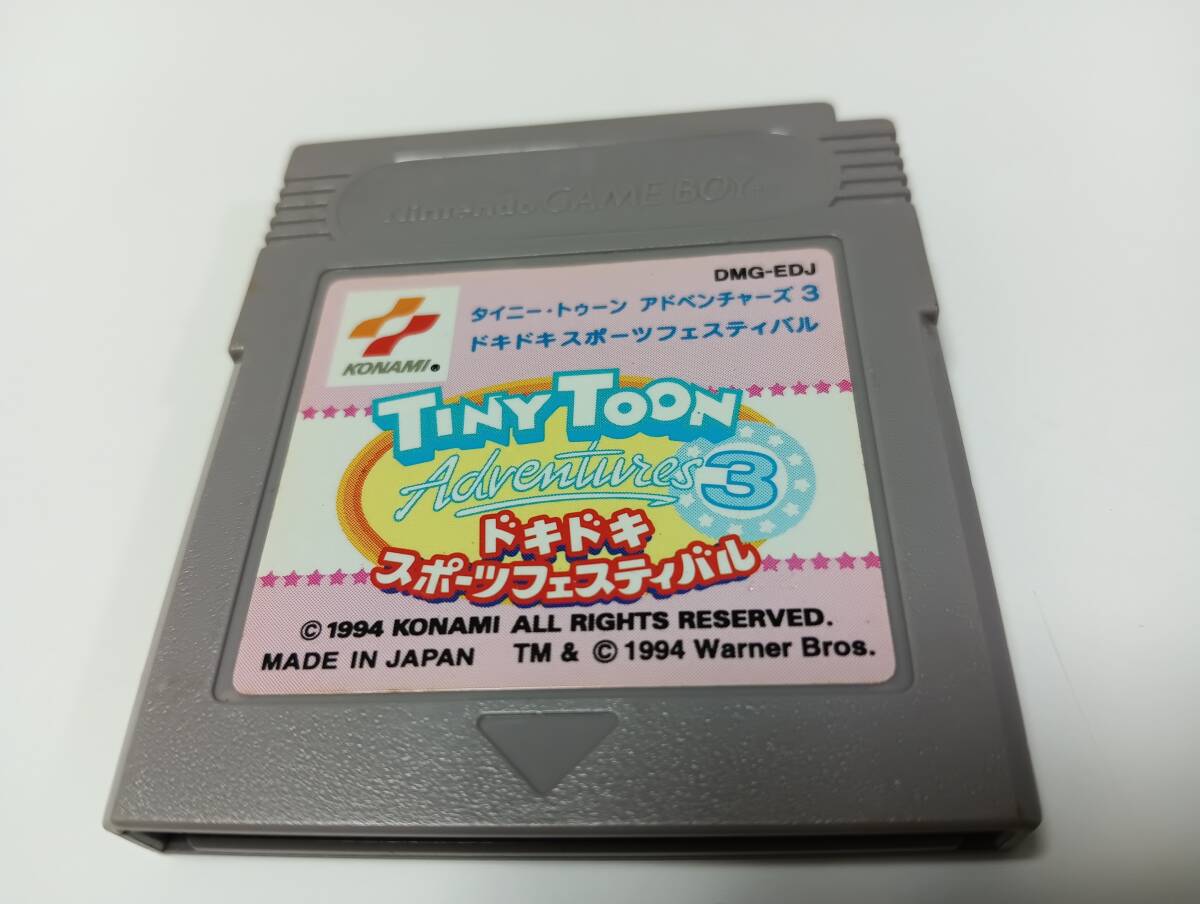 Nintendo GAME BOY™
DMG-EDJ
タイニー・トゥーン アドベンチャーズ 3
ドキドキスポーツフェスティバル
KONAMI®
TINY TOON
Adventures 3
ドキドキ
スポーツフェスティバル
© 1994 KONAMI ALL RIGHTS RESERVED.
MADE IN JAPAN TM & © 1994 Warner Bros.